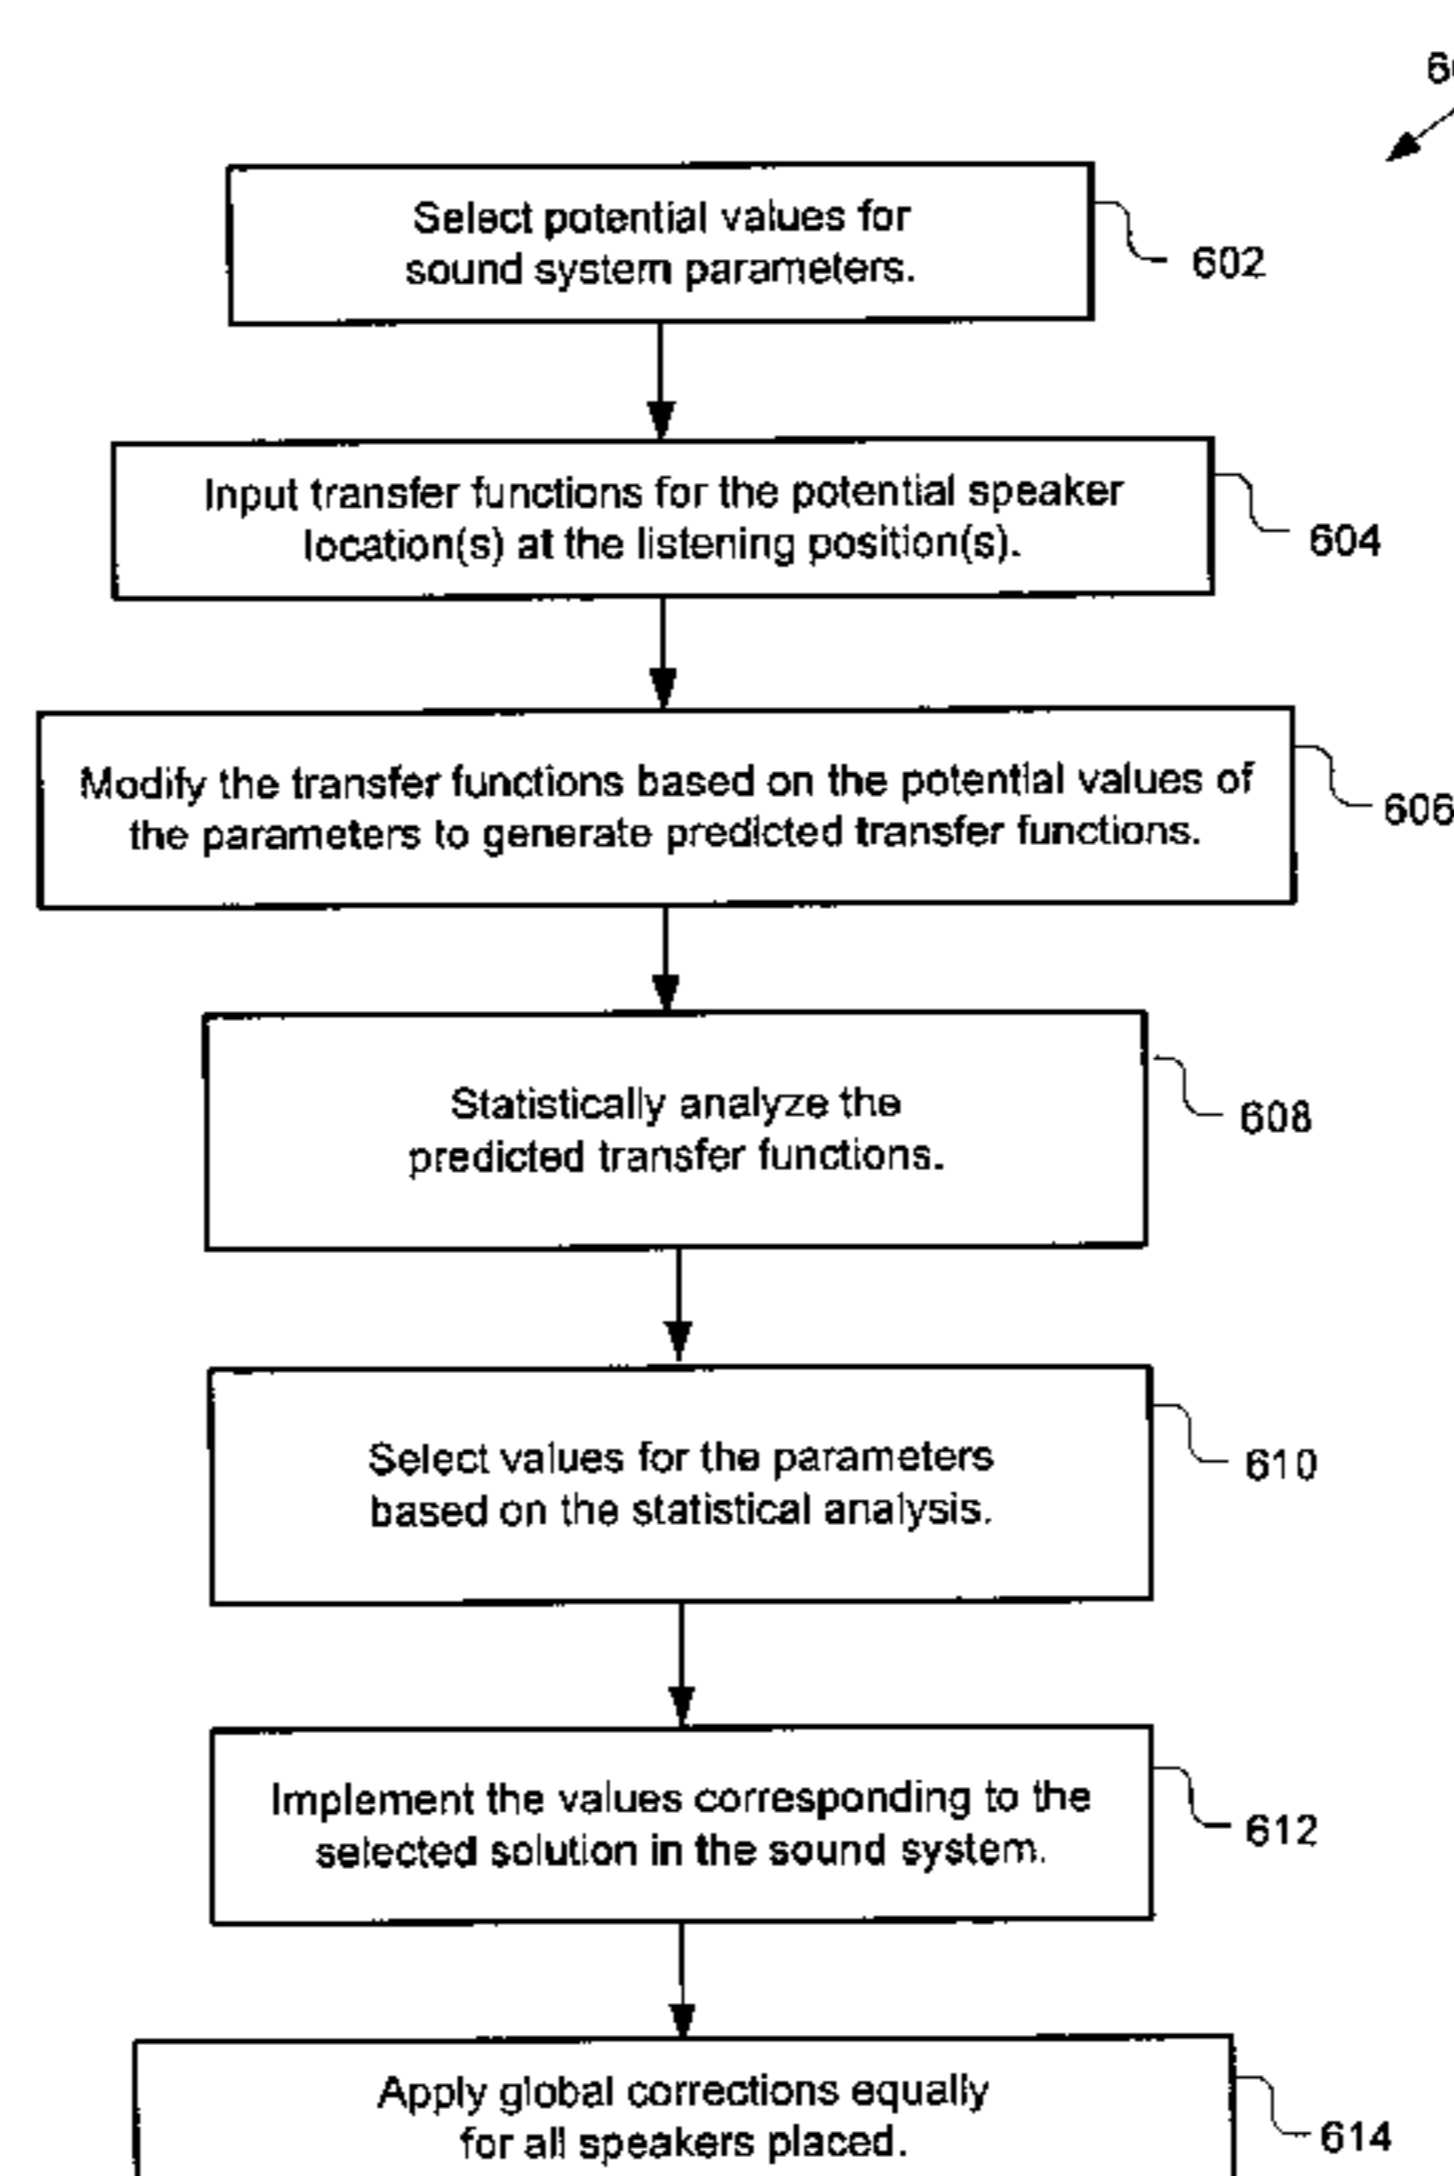 Select potential values for
sound system parameters.
602
Input transfer functions for the potential speaker
location(s) at the listening position(s).
604
Modify the transfer functions based on the potential values of
the parameters to generate predicted transfer functions.
606
Statistically analyze the
predicted transfer functions.
608
Select values for the parameters
based on the statistical analysis.
610
Implement the values corresponding to the
selected solution in the sound system.
612
Apply global corrections equally
for all speakers placed.
614